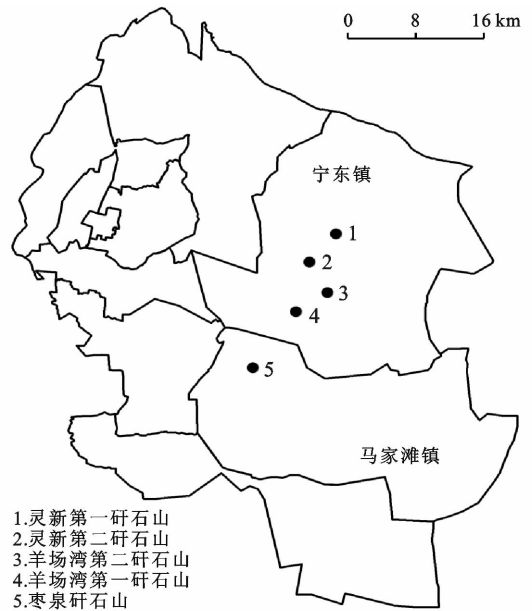 0 8 16 km
宁东镇
1
2
3
4
5
马家滩镇
1.灵新第一矸石山
2.灵新第二矸石山
3.羊场湾第二矸石山
4.羊场湾第一矸石山
5.枣泉矸石山